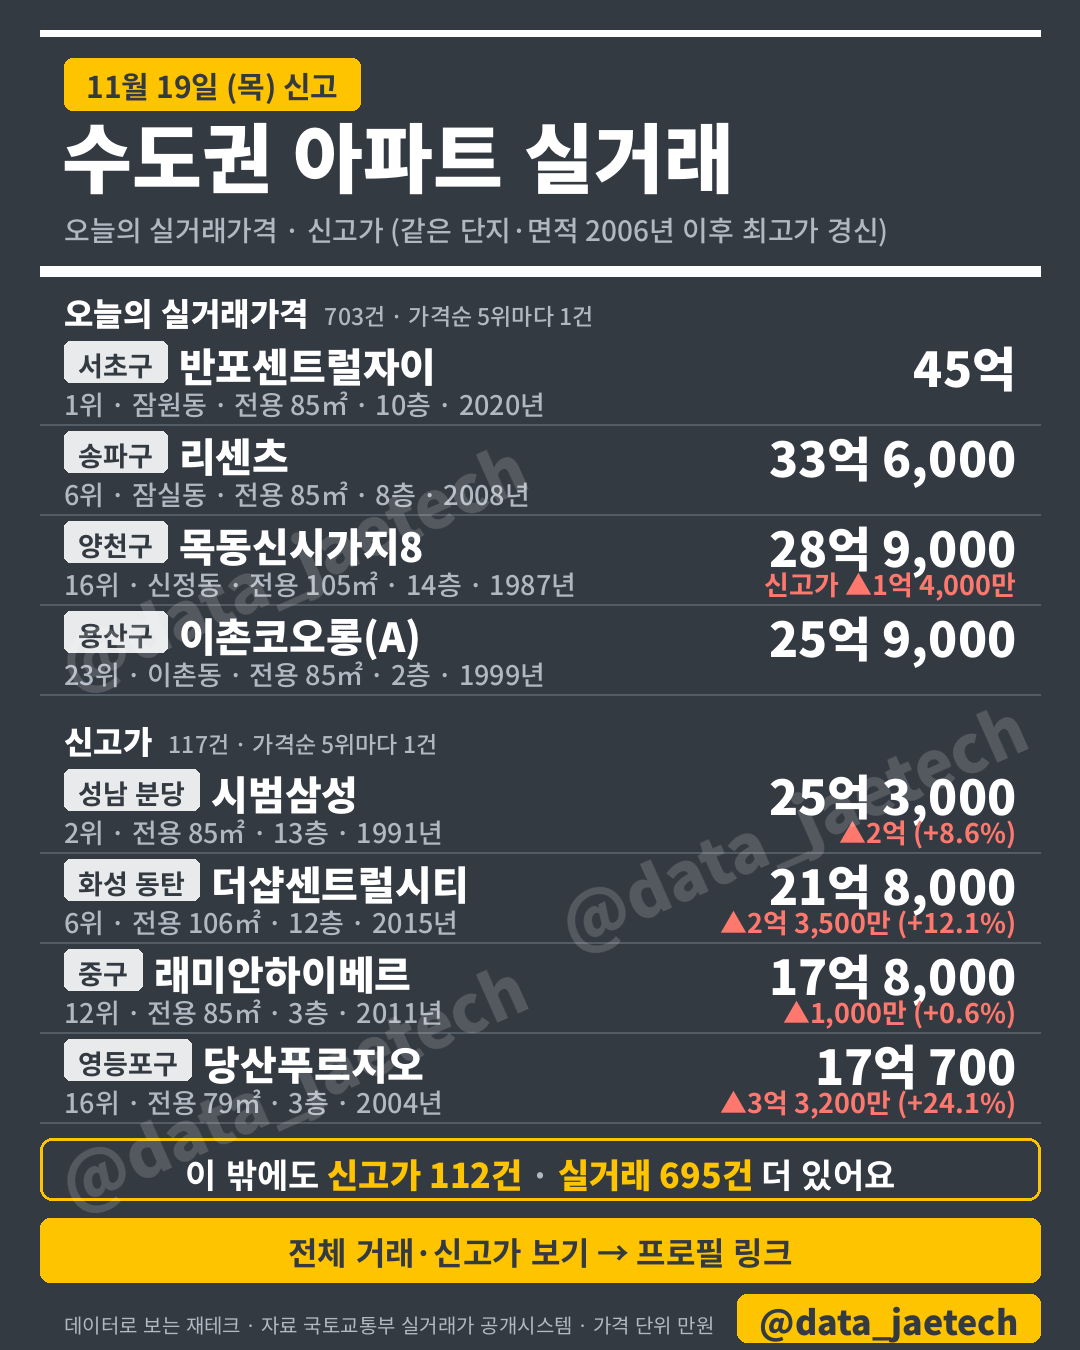 11월 19일 (목) 신고
수도권 아파트 실거래
오늘의 실거래가격 · 신고가 (같은 단지·면적 2006년 이후 최고가 경신)
오늘의 실거래가격 703건 · 가격순 5위마다 1건
서초구 반포센트럴자이 45억
1위 · 잠원동 · 전용 85㎡ · 10층 · 2020년
송파구 리센츠 33억 6,000
6위 · 잠실동 · 전용 85㎡ · 8층 · 2008년
양천구 목동신시가지8 28억 9,000
16위 · 신정동 · 전용 105㎡ · 14층 · 1987년 신고가 ▲1억 4,000만
용산구 이촌코오롱(A) 25억 9,000
23위 · 이촌동 · 전용 85㎡ · 2층 · 1999년
신고가 117건 · 가격순 5위마다 1건
성남 분당 시범삼성 25억 3,000
2위 · 전용 85㎡ · 13층 · 1991년 ▲2억 (+8.6%)
화성 동탄 더샵센트럴시티 21억 8,000
6위 · 전용 106㎡ · 12층 · 2015년 ▲2억 3,500만 (+12.1%)
중구 래미안하이베르 17억 8,000
12위 · 전용 85㎡ · 3층 · 2011년 ▲1,000만 (+0.6%)
영등포구 당산푸르지오 17억 700
16위 · 전용 79㎡ · 3층 · 2004년 ▲3억 3,200만 (+24.1%)
이 밖에도 신고가 112건 · 실거래 695건 더 있어요
전체 거래·신고가 보기 → 프로필 링크
데이터로 보는 재테크 · 자료 국토교통부 실거래가 공개시스템 · 가격 단위 만원 @data_jaetech
@data_jaetech
@data_jaetech
@data_jaetech